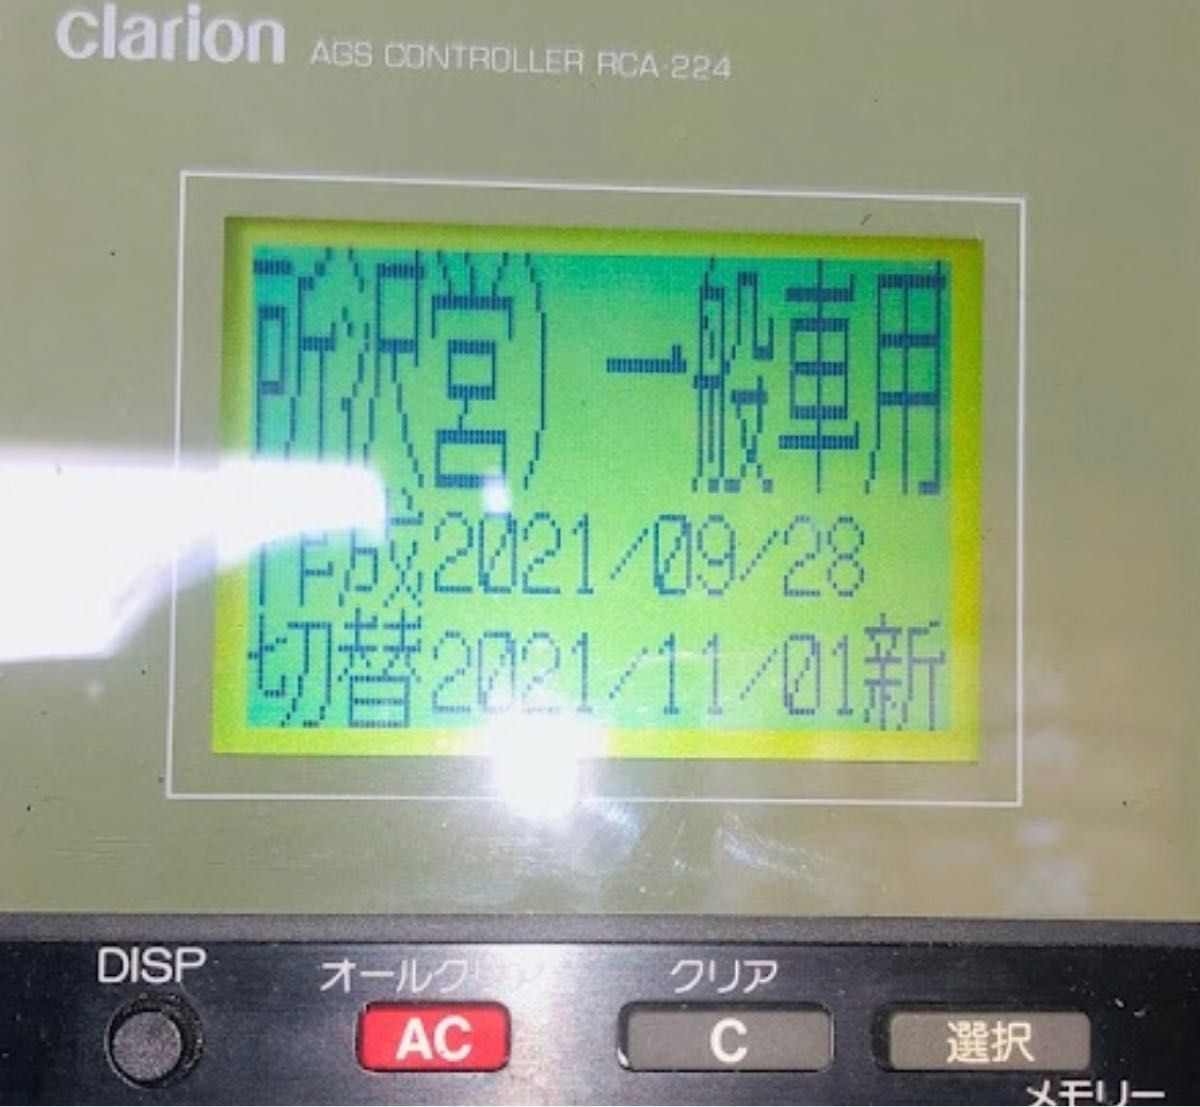 clarion AGS CONTROLLER RCA-224
所沢営) 一般車用
作成2021/09/28
切替2021/11/01新
DISP オールクリア クリア
AC C 選択
メモリー